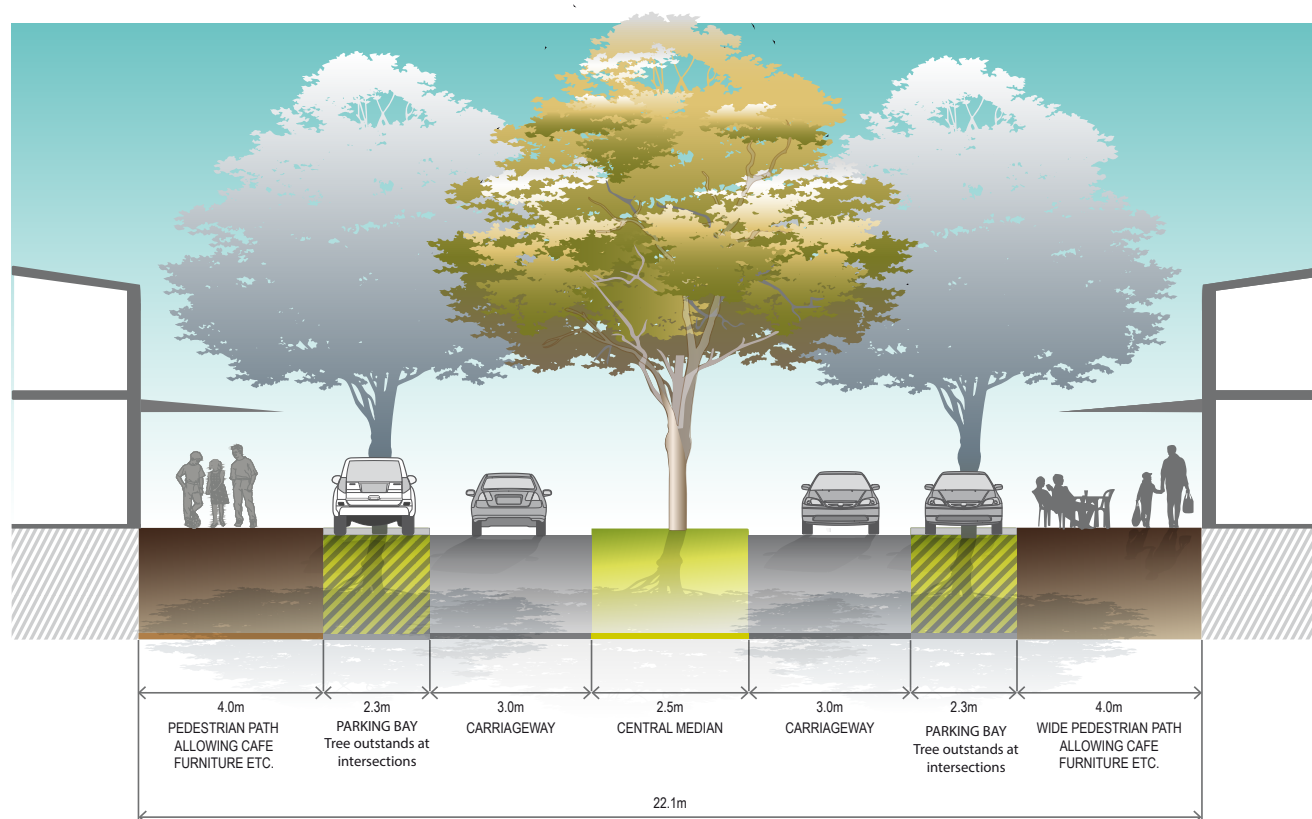 4.0m
PEDESTRIAN PATH
ALLOWING CAFE
FURNITURE ETC.
2.3m
PARKING BAY
Tree outstands at
intersections
3.0m
CARRIAGEWAY
2.5m
CENTRAL MEDIAN
3.0m
CARRIAGEWAY
2.3m
PARKING BAY
Tree outstands at
intersections
4.0m
WIDE PEDESTRIAN PATH
ALLOWING CAFE
FURNITURE ETC.
22.1m